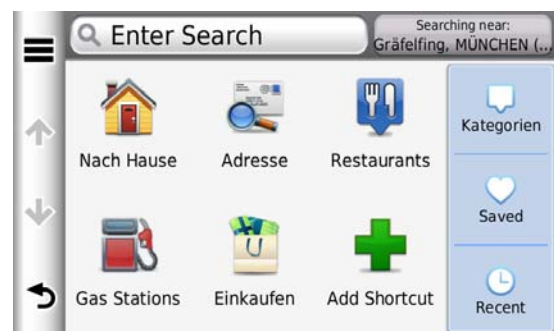 Enter Search
Searching near:
Gräfelfing, MÜNCHEN (...
Nach Hause
Adresse
Restaurants
Kategorien
Saved
Gas Stations
Einkaufen
Add Shortcut
Recent